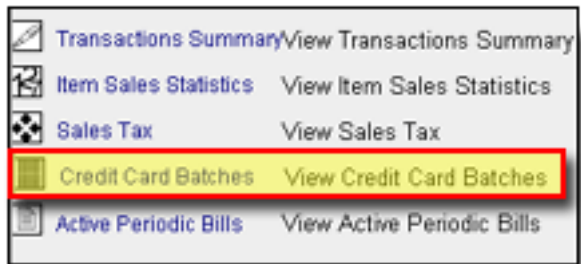 Transactions Summary View Transactions Summary
Item Sales Statistics View Item Sales Statistics
Sales Tax View Sales Tax
Credit Card Batches View Credit Card Batches
Active Periodic Bills View Active Periodic Bills